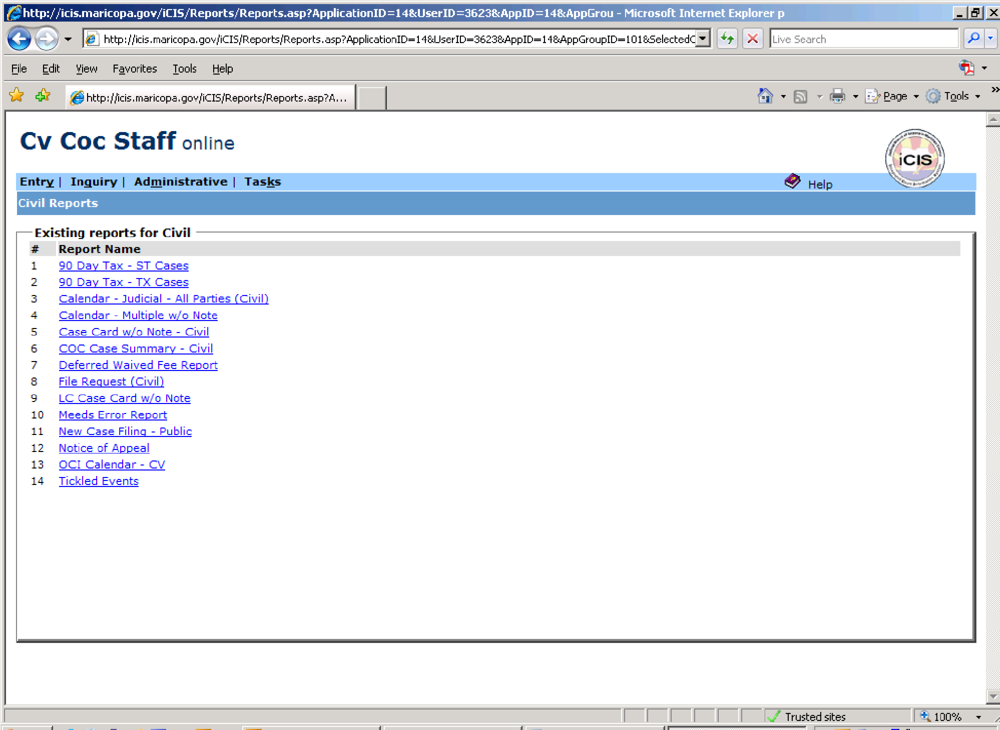 http://icis.maricopa.gov/iCIS/Reports/Reports.asp?ApplicationID=14&UserID=3623&AppID=14&AppGrou - Microsoft Internet Explorer p
http://icis.maricopa.gov/iCIS/Reports/Reports.asp?ApplicationID=14&UserID=3623&AppID=14&AppGroupID=101&SelectedC
Live Search
File Edit View Favorites Tools Help
http://icis.maricopa.gov/iCIS/Reports/Reports.asp?A...
Page Tools »
Cv Coc Staff online
iCIS
Entry | Inquiry | Administrative | Tasks
Help
Civil Reports
Existing reports for Civil
# Report Name
1 90 Day Tax - ST Cases
2 90 Day Tax - TX Cases
3 Calendar - Judicial - All Parties (Civil)
4 Calendar - Multiple w/o Note
5 Case Card w/o Note - Civil
6 COC Case Summary - Civil
7 Deferred Waived Fee Report
8 File Request (Civil)
9 LC Case Card w/o Note
10 Meeds Error Report
11 New Case Filing - Public
12 Notice of Appeal
13 OCI Calendar - CV
14 Tickled Events
Trusted sites
100%